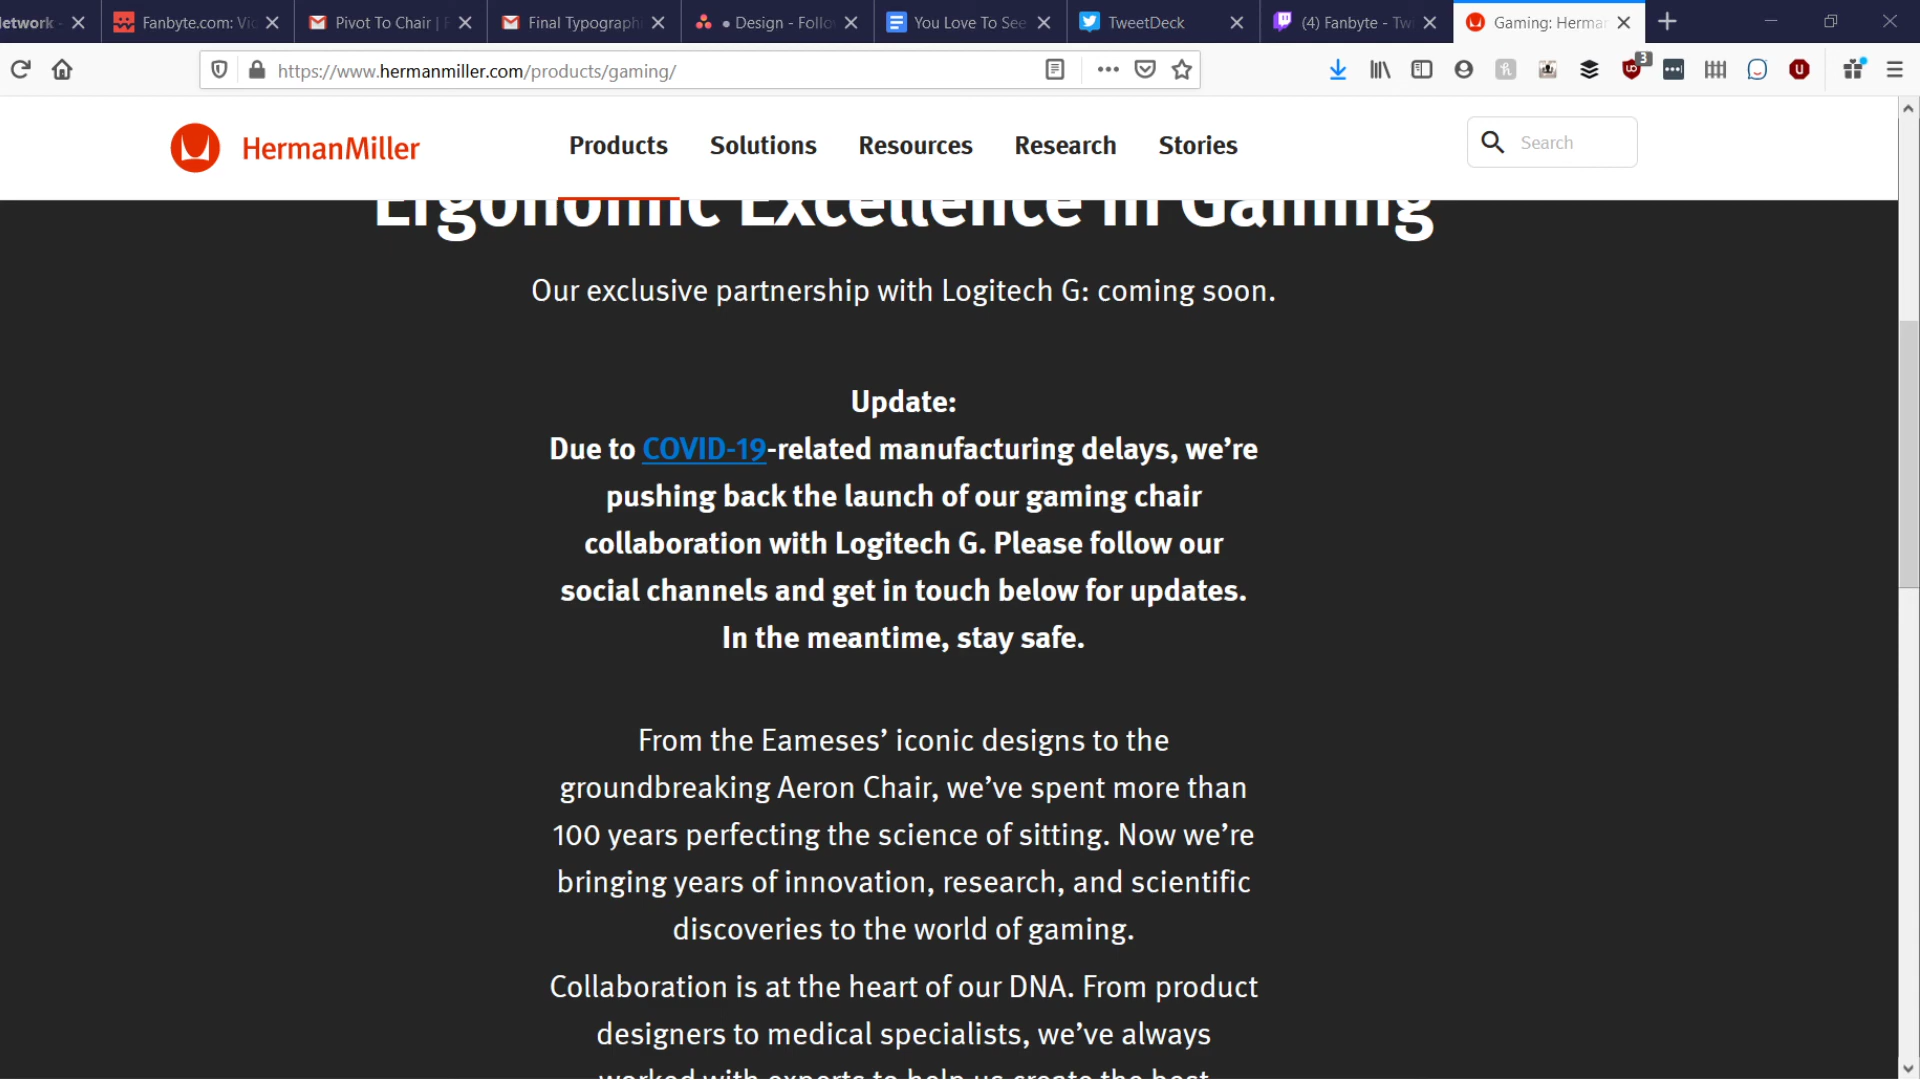 etwork -
Fanbyte.com: Vid
Pivot To Chair |
Final Typograph
• Design - Follo
You Love To See
TweetDeck
(4) Fanbyte - Tw
Gaming: Herma
https://www.hermanmiller.com/products/gaming/
3
HermanMiller
Products
Solutions
Resources
Research
Stories
Search
Ergonomic Excellence in Gaming
Our exclusive partnership with Logitech G: coming soon.
Update:
Due to COVID-19-related manufacturing delays, we're
pushing back the launch of our gaming chair
collaboration with Logitech G. Please follow our
social channels and get in touch below for updates.
In the meantime, stay safe.
From the Eameses’ iconic designs to the
groundbreaking Aeron Chair, we’ve spent more than
100 years perfecting the science of sitting. Now we’re
bringing years of innovation, research, and scientific
discoveries to the world of gaming.
Collaboration is at the heart of our DNA. From product
designers to medical specialists, we’ve always
worked with experts to help us create the best